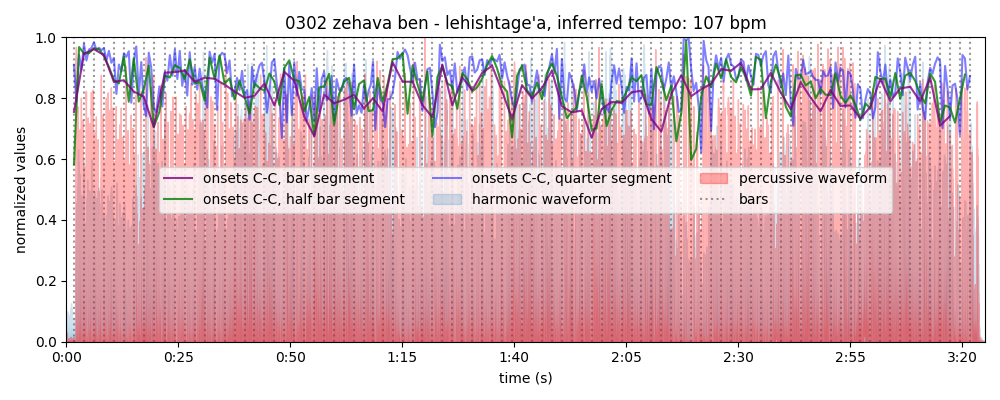 0302 zehava ben - lehishtage'a, inferred tempo: 107 bpm
1.0
0.8
0.6
0.4
0.2
0.0
normalized values
onsets C-C, bar segment
onsets C-C, half bar segment
onsets C-C, quarter segment
harmonic waveform
percussive waveform
bars
0:00 0:25 0:50 1:15 1:40 2:05 2:30 2:55 3:20
time (s)